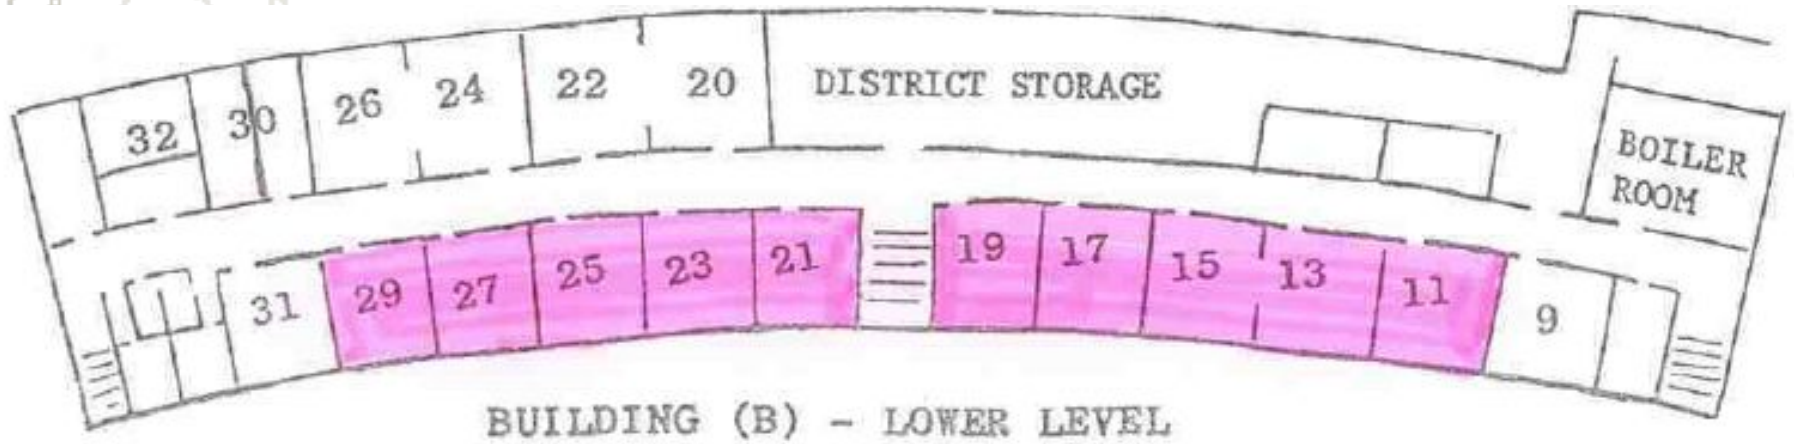 32 30 26 24 22 20 DISTRICT STORAGE
BOILER
ROOM
31 29 27 25 23 21 19 17 15 13 11 9
BUILDING (B) - LOWER LEVEL